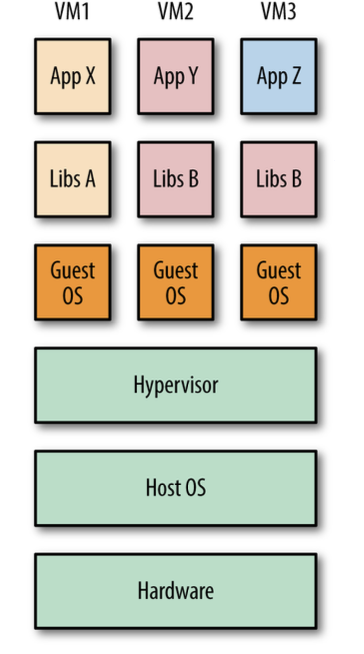 VM1 VM2 VM3
App X App Y App Z
Libs A Libs B Libs B
Guest Guest Guest
OS OS OS
Hypervisor
Host OS
Hardware